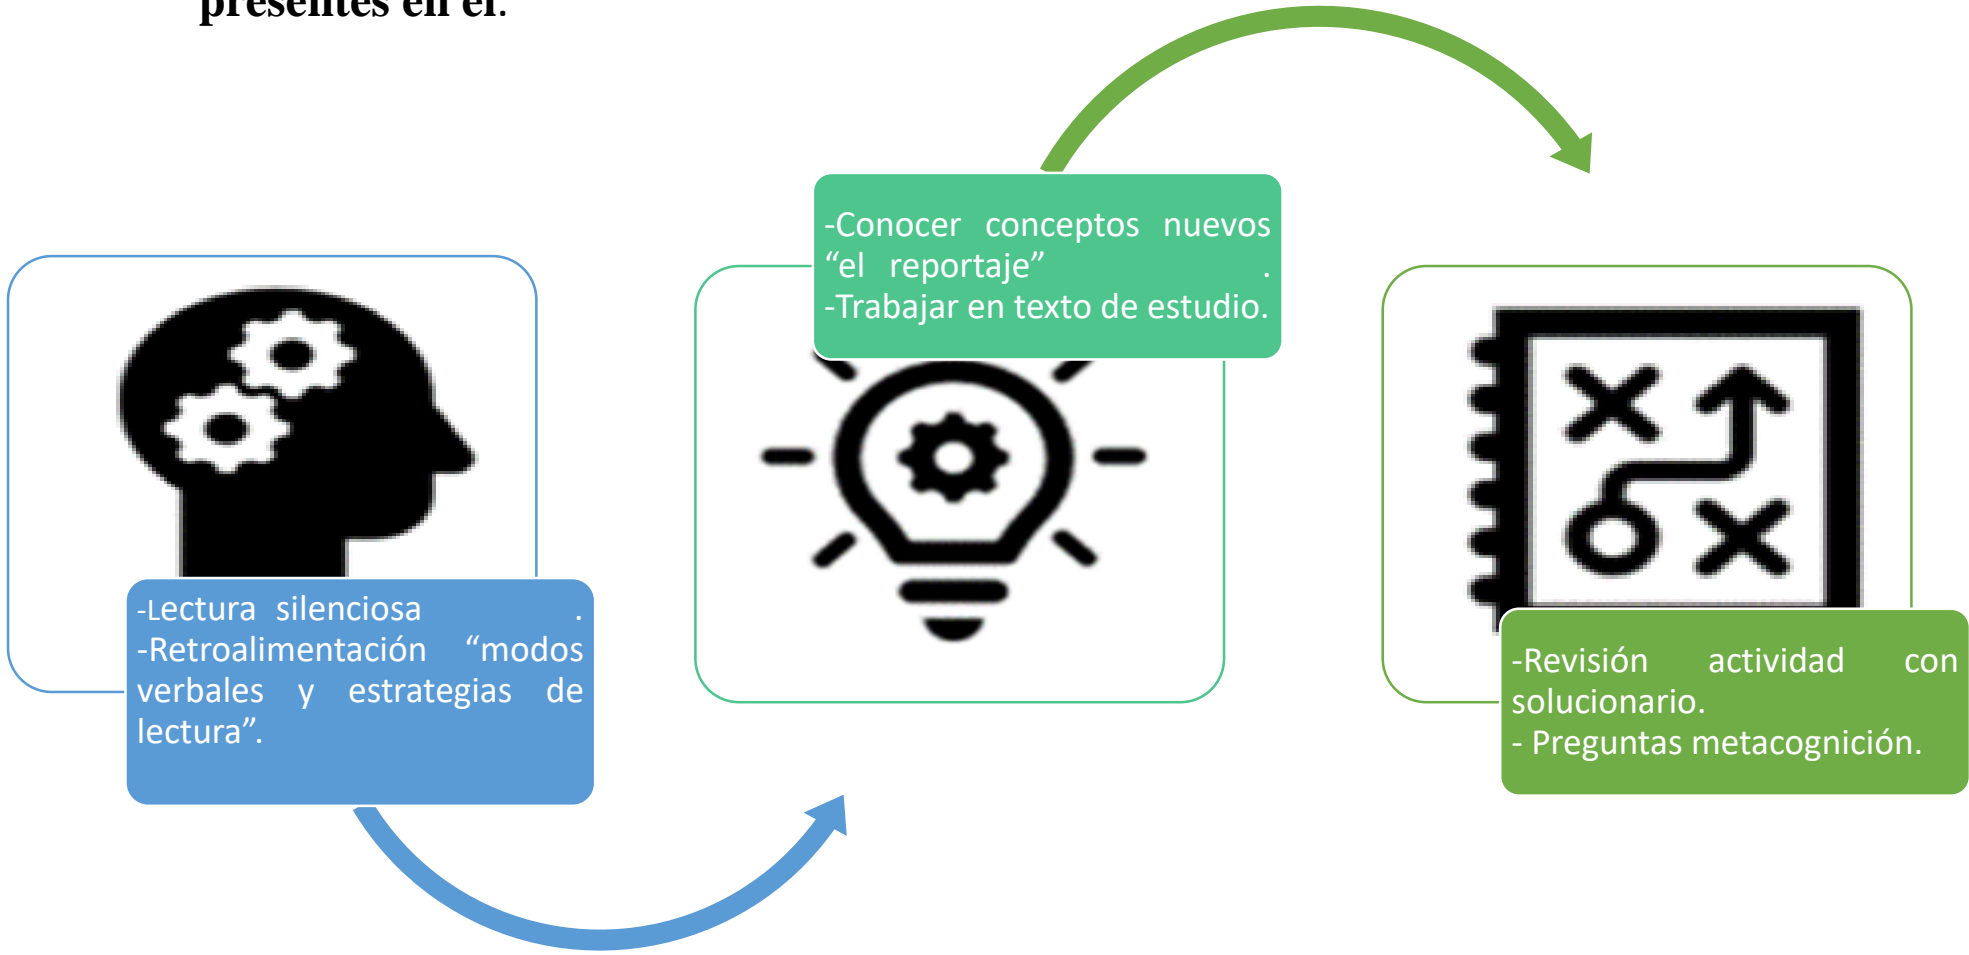 presentes en él.
-Conocer conceptos nuevos
“el reportaje” .
-Trabajar en texto de estudio.
-Lectura silenciosa .
-Retroalimentación “modos
verbales y estrategias de
lectura”.
-Revisión actividad con
solucionario.
- Preguntas metacognición.